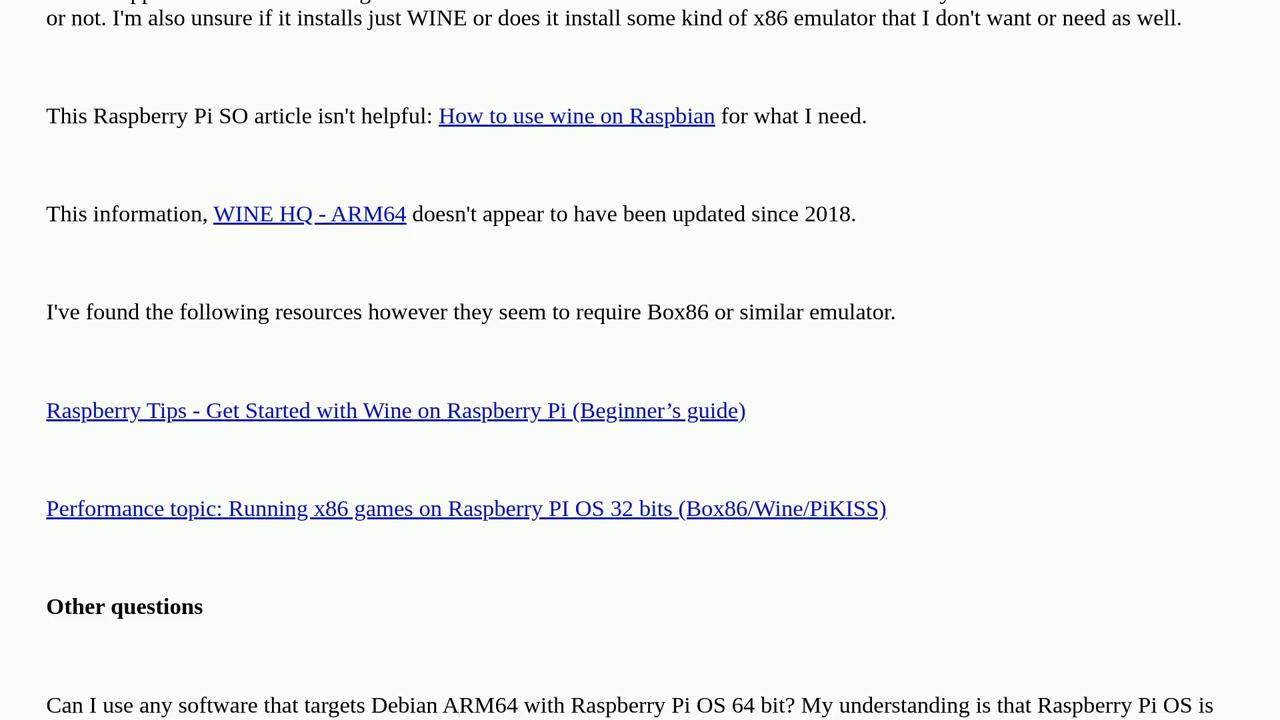 or not. I'm also unsure if it installs just WINE or does it install some kind of x86 emulator that I don't want or need as well.
This Raspberry Pi SO article isn't helpful: How to use wine on Raspbian for what I need.
This information, WINE HQ - ARM64 doesn't appear to have been updated since 2018.
I've found the following resources however they seem to require Box86 or similar emulator.
Raspberry Tips - Get Started with Wine on Raspberry Pi (Beginner’s guide)
Performance topic: Running x86 games on Raspberry PI OS 32 bits (Box86/Wine/PiKISS)
Other questions
Can I use any software that targets Debian ARM64 with Raspberry Pi OS 64 bit? My understanding is that Raspberry Pi OS is